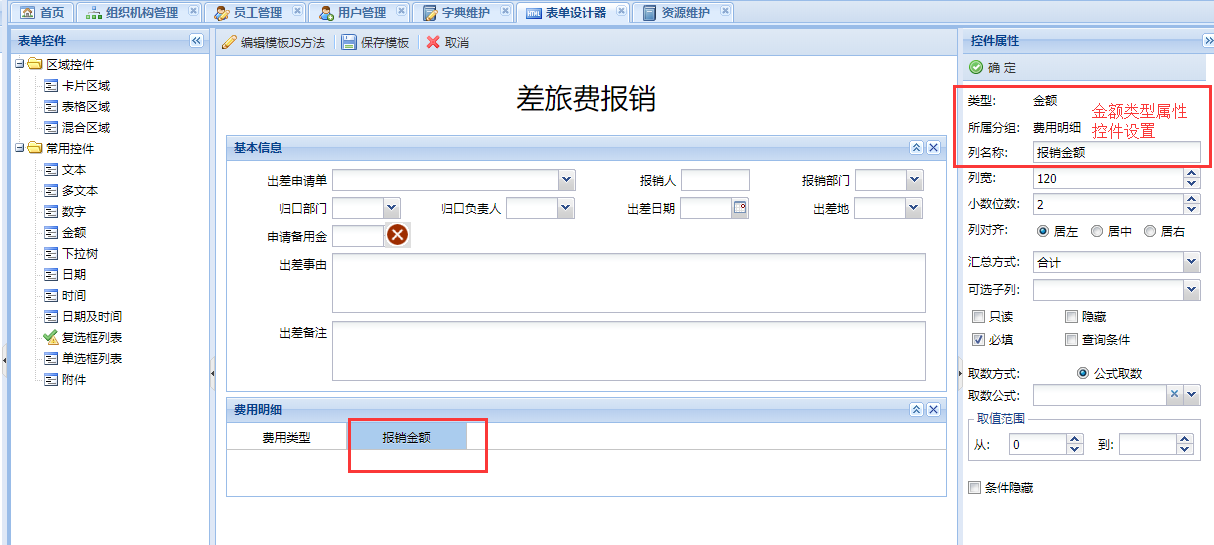 首页 组织机构管理 员工管理 用户管理 字典维护 表单设计器 资源维护
表单控件
区域控件
卡片区域
表格区域
混合区域
常用控件
文本
多文本
数字
金额
下拉树
日期
时间
日期及时间
复选框列表
单选框列表
附件
编辑模板JS方法 保存模板 取消
差旅费报销
基本信息
出差申请单 报销人 报销部门
归口部门 归口负责人 出差日期 出差地
申请备用金
出差事由
出差备注
费用明细
费用类型 报销金额
控件属性
确 定
类型: 金额
所属分组: 费用明细
列名称: 报销金额
金额类型属性
控件设置
列宽: 120
小数位数: 2
列对齐: 居左 居中 居右
汇总方式: 合计
可选子列:
只读 隐藏
必填 查询条件
取数方式: 公式取数
取数公式:
取值范围
从: 0 到:
条件隐藏